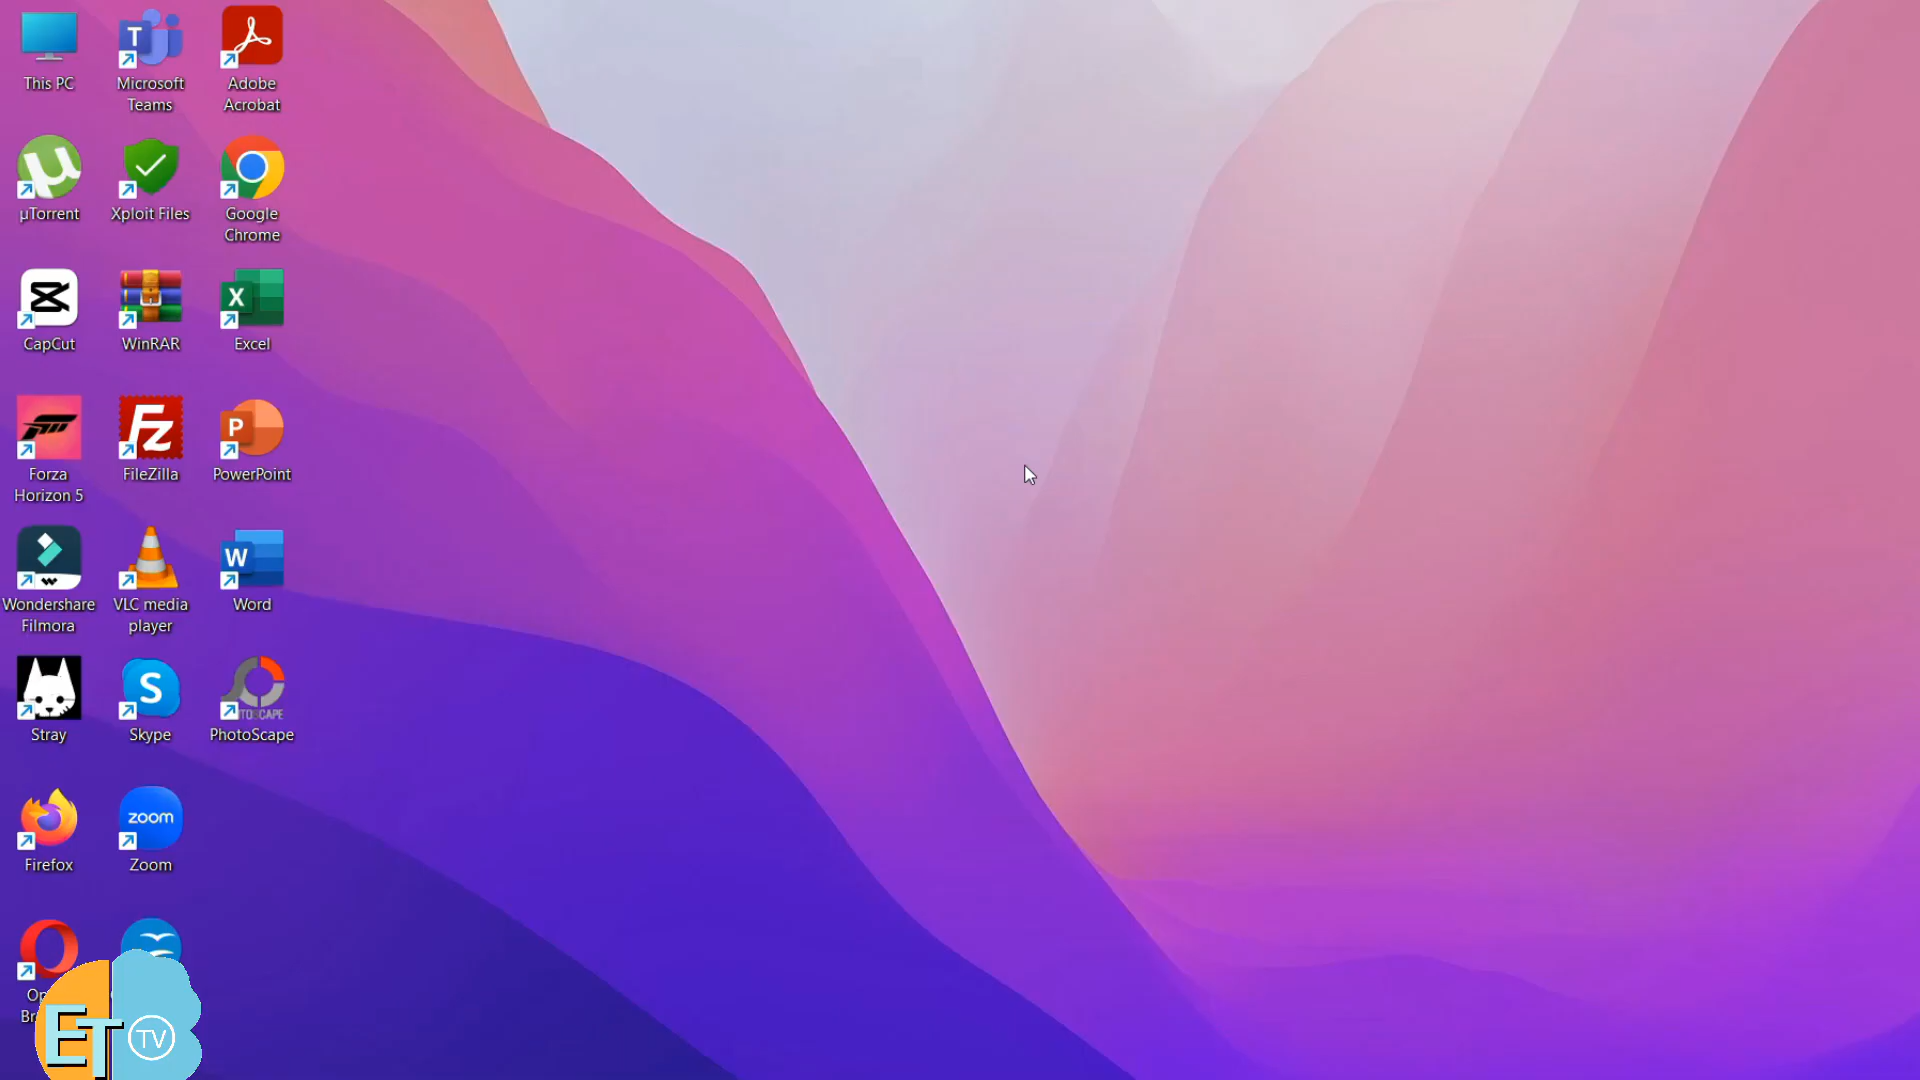 This PC
Microsoft
Teams
Adobe
Acrobat
µTorrent
Xploit Files
Google
Chrome
CapCut
WinRAR
Excel
Forza
Horizon 5
FileZilla
PowerPoint
Wondershare
Filmora
VLC media
player
Word
Stray
Skype
PhotoScape
Firefox
zoom
Zoom
ET TV